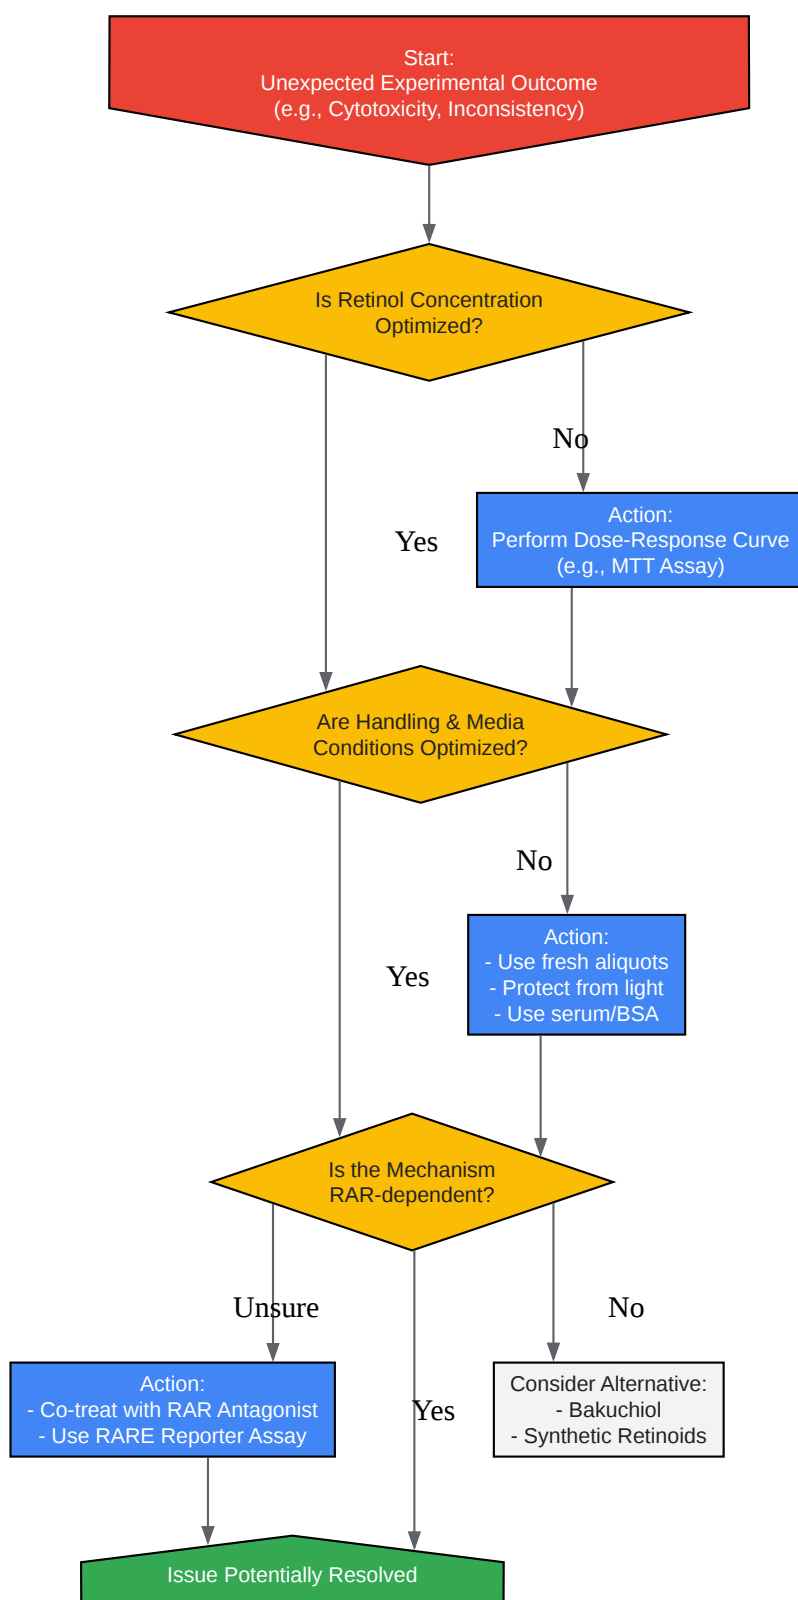 Start:
Unexpected Experimental Outcome
(e.g., Cytotoxicity, Inconsistency)
Is Retinol Concentration
Optimized?
No
Yes
Action:
Perform Dose-Response Curve
(e.g., MTT Assay)
Are Handling & Media
Conditions Optimized?
No
Yes
Action:
- Use fresh aliquots
- Protect from light
- Use serum/BSA
Is the Mechanism
RAR-dependent?
Unsure
No
Yes
Action:
- Co-treat with RAR Antagonist
- Use RARE Reporter Assay
Consider Alternative:
- Bakuchiol
- Synthetic Retinoids
Issue Potentially Resolved